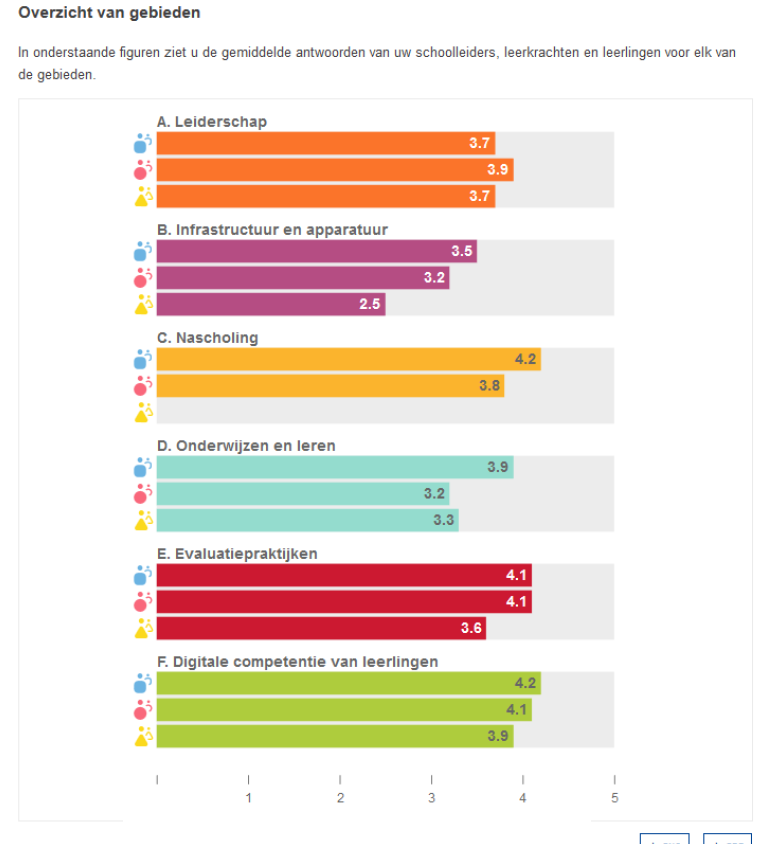 Overzicht van gebieden
In onderstaande figuren ziet u de gemiddelde antwoorden van uw schoolleiders, leerkrachten en leerlingen voor elk van
de gebieden.
A. Leiderschap
3.7
3.9
3.7
B. Infrastructuur en apparatuur
3.5
3.2
2.5
C. Nascholing
4.2
3.8
D. Onderwijzen en leren
3.9
3.2
3.3
E. Evaluatiepraktijken
4.1
4.1
3.6
F. Digitale competentie van leerlingen
4.2
4.1
3.9
1 2 3 4 5